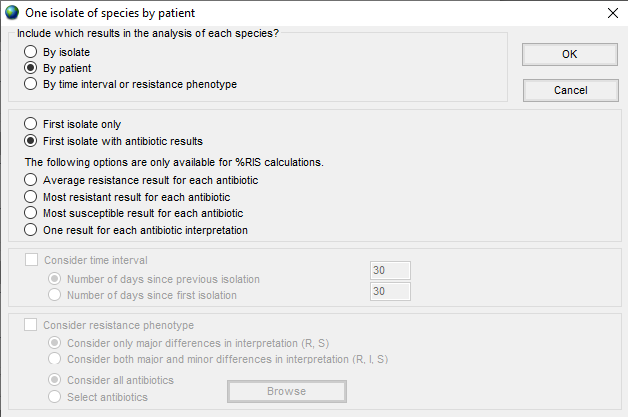 One isolate of species by patient
Include which results in the analysis of each species?
By isolate
By patient
By time interval or resistance phenotype
OK
Cancel
First isolate only
First isolate with antibiotic results
The following options are only available for %RIS calculations.
Average resistance result for each antibiotic
Most resistant result for each antibiotic
Most susceptible result for each antibiotic
One result for each antibiotic interpretation
Consider time interval
Number of days since previous isolation 30
Number of days since first isolation 30
Consider resistance phenotype
Consider only major differences in interpretation (R, S)
Consider both major and minor differences in interpretation (R, I, S)
Consider all antibiotics
Select antibiotics
Browse